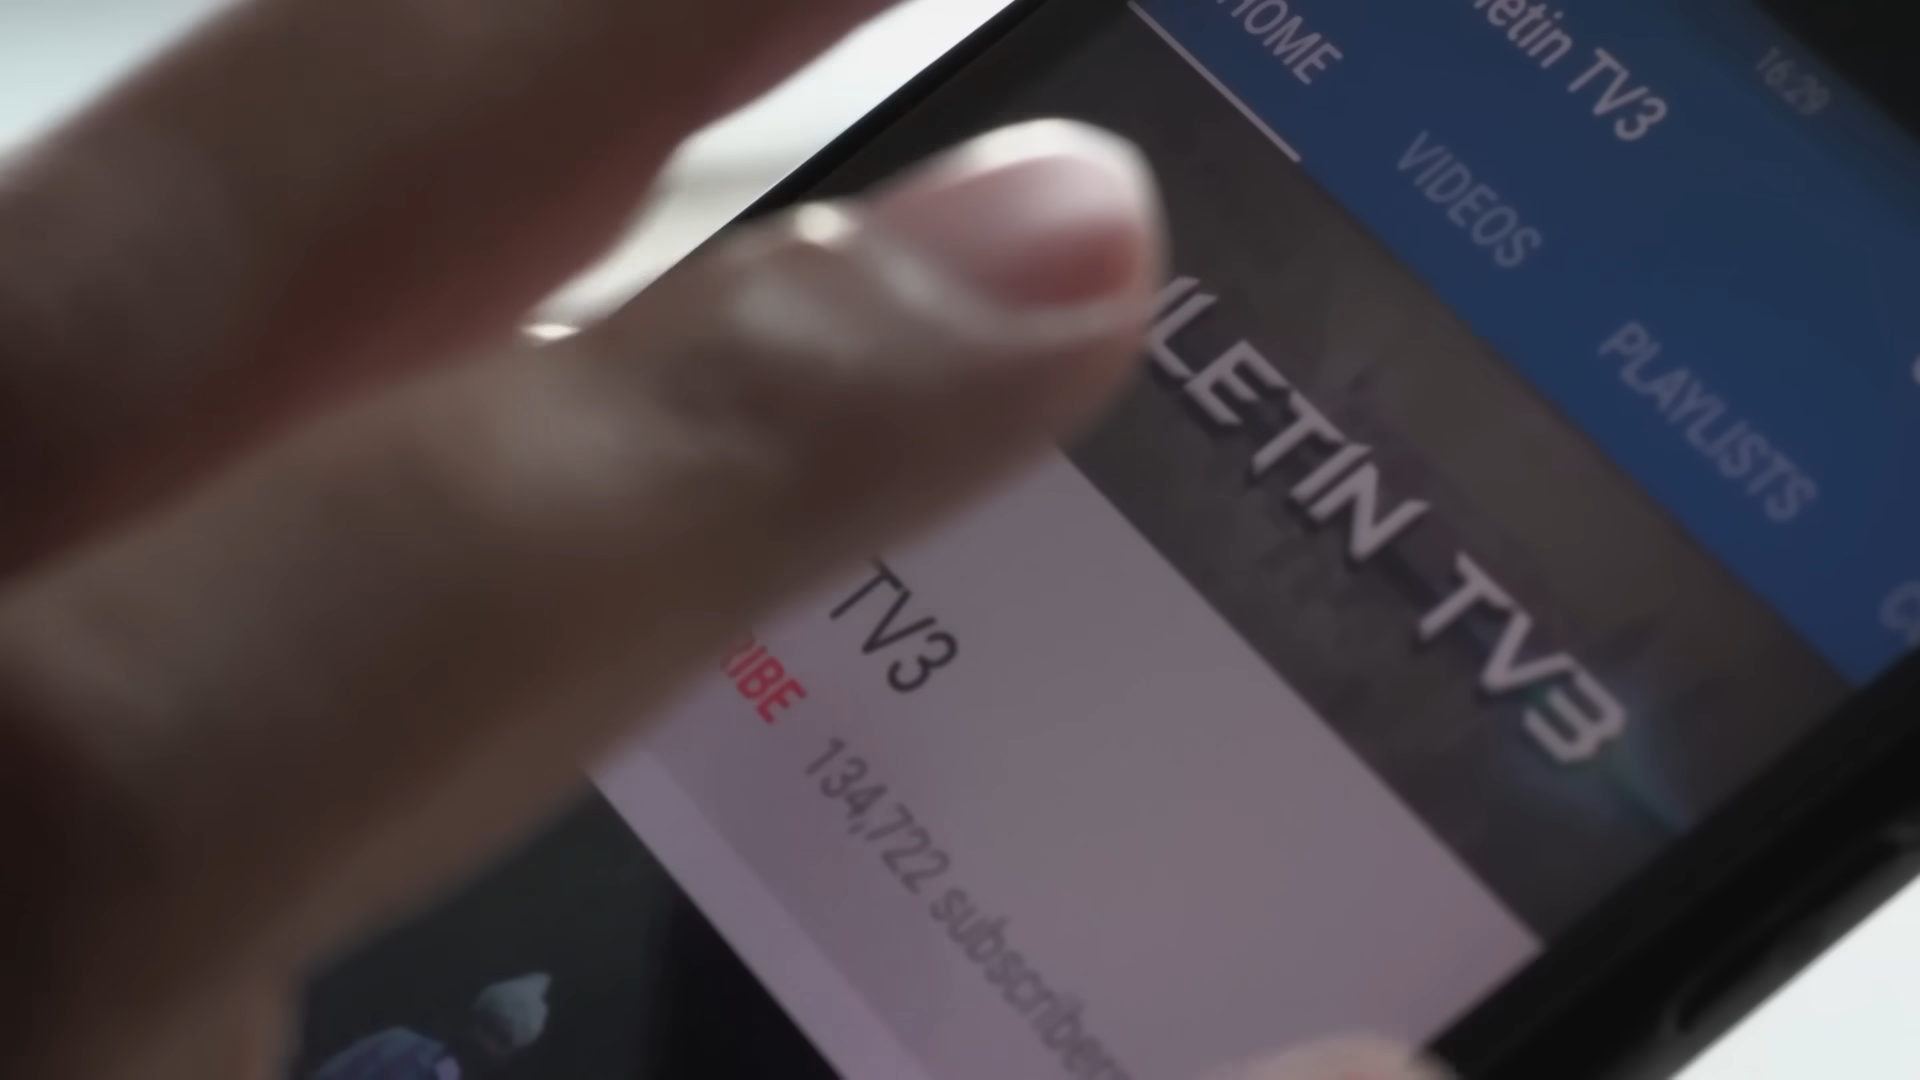 16:29
letin TV3
HOME VIDEOS PLAYLISTS
LETIN TV3
TV3
RIBE 134,722 subscribers